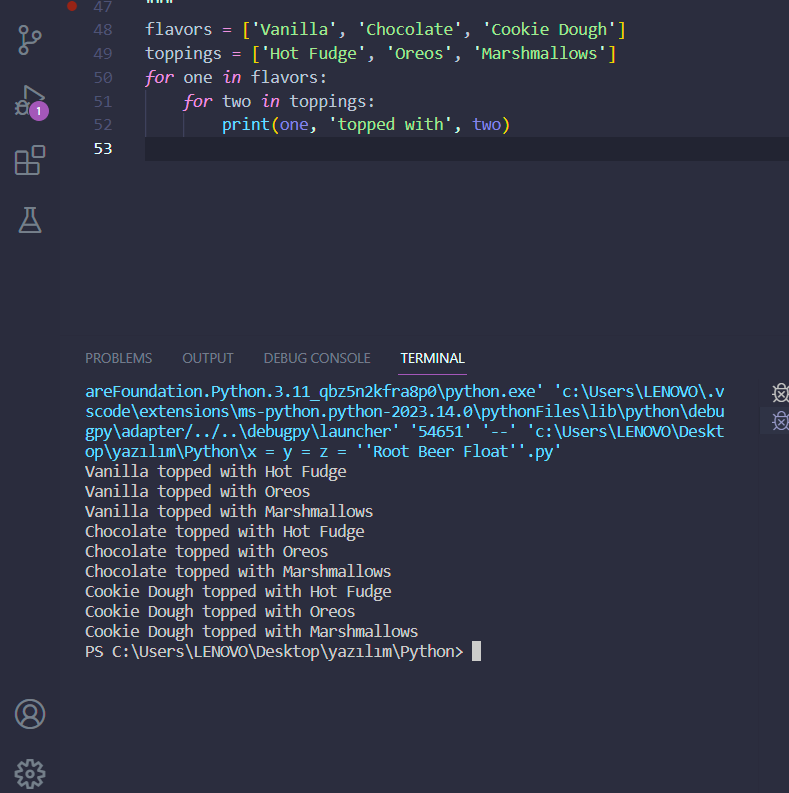 47 """
48 flavors = ['Vanilla', 'Chocolate', 'Cookie Dough']
49 toppings = ['Hot Fudge', 'Oreos', 'Marshmallows']
50 for one in flavors:
51 for two in toppings:
1
52 print(one, 'topped with', two)
53
PROBLEMS OUTPUT DEBUG CONSOLE TERMINAL
areFoundation.Python.3.11_qbz5n2kfra8p0\python.exe' 'c:\Users\LENOVO\.v
scode\extensions\ms-python.python-2023.14.0\pythonFiles\lib\python\debu
gpy\adapter/../..\debugpy\launcher' '54651' '--' 'c:\Users\LENOVO\Deskt
op\yazılım\Python\x = y = z = ''Root Beer Float''.py'
Vanilla topped with Hot Fudge
Vanilla topped with Oreos
Vanilla topped with Marshmallows
Chocolate topped with Hot Fudge
Chocolate topped with Oreos
Chocolate topped with Marshmallows
Cookie Dough topped with Hot Fudge
Cookie Dough topped with Oreos
Cookie Dough topped with Marshmallows
PS C:\Users\LENOVO\Desktop\yazılım\Python>